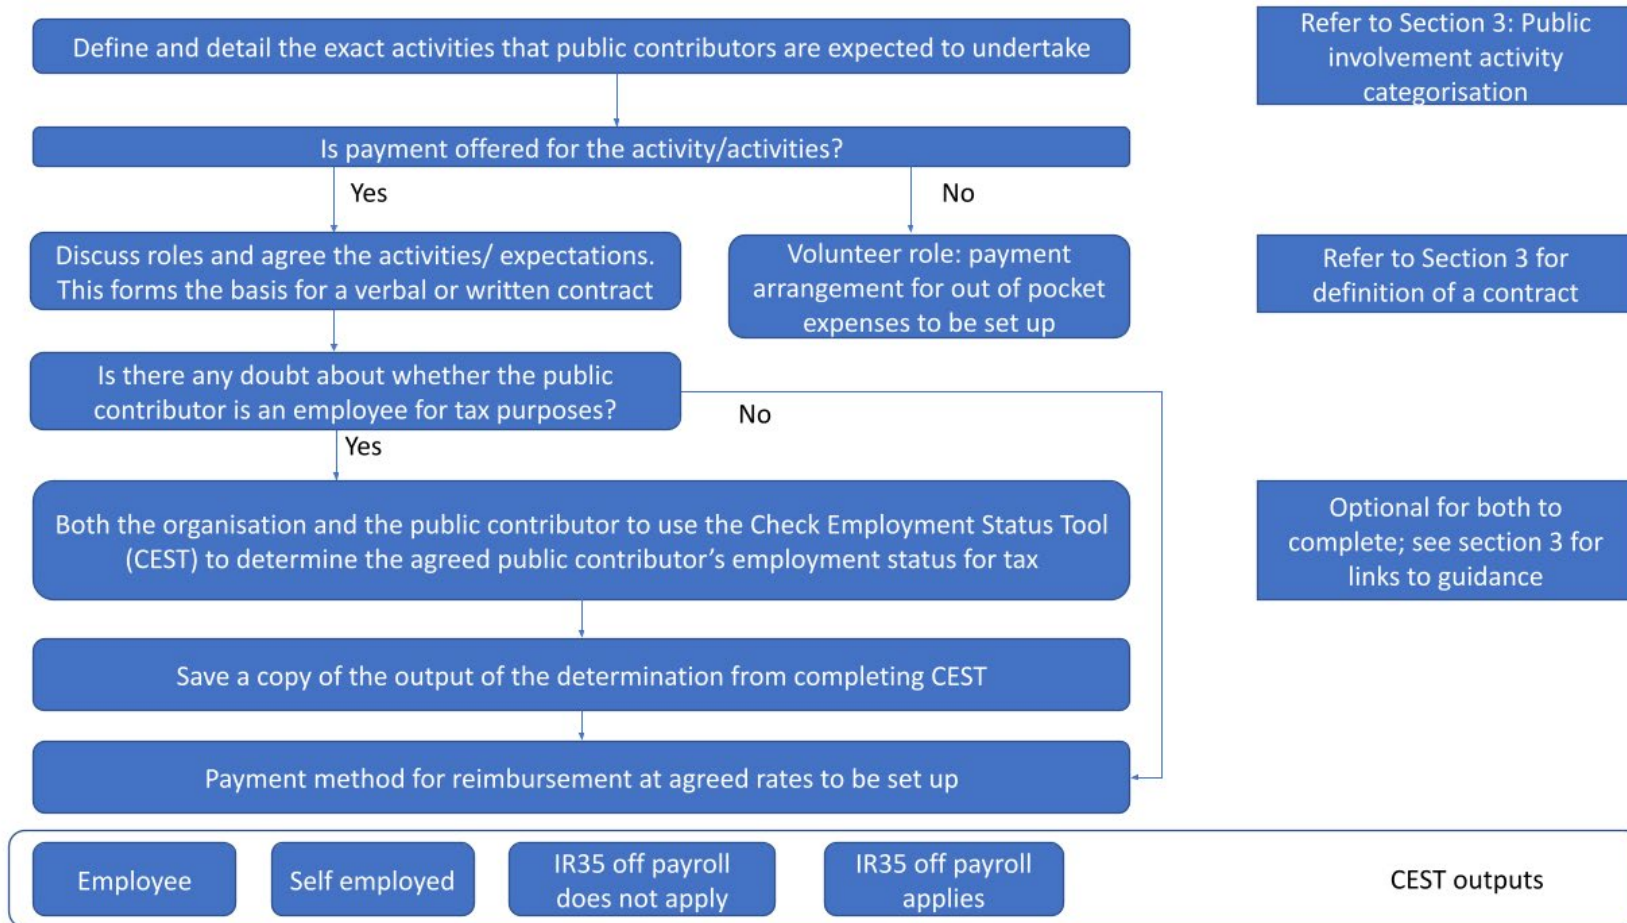 Define and detail the exact activities that public contributors are expected to undertake
Refer to Section 3: Public
involvement activity
categorisation
Is payment offered for the activity/activities?
Yes
No
Discuss roles and agree the activities/ expectations.
This forms the basis for a verbal or written contract
Volunteer role: payment
arrangement for out of pocket
expenses to be set up
Refer to Section 3 for
definition of a contract
Is there any doubt about whether the public
contributor is an employee for tax purposes?
No
Yes
Both the organisation and the public contributor to use the Check Employment Status Tool
(CEST) to determine the agreed public contributor’s employment status for tax
Optional for both to
complete; see section 3 for
links to guidance
Save a copy of the output of the determination from completing CEST
Payment method for reimbursement at agreed rates to be set up
Employee
Self employed
IR35 off payroll
does not apply
IR35 off payroll
applies
CEST outputs